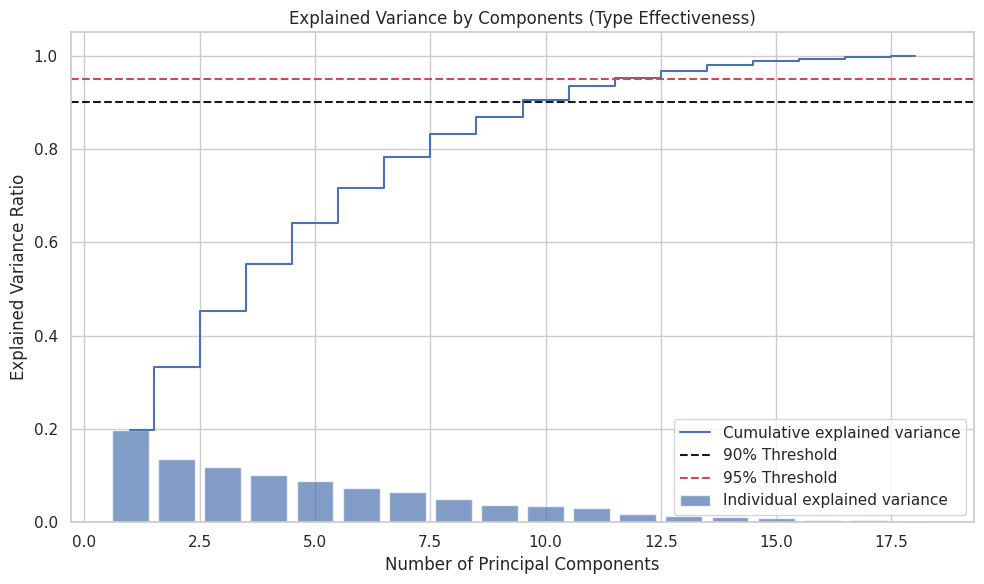 Explained Variance by Components (Type Effectiveness)
Explained Variance Ratio
1.0
0.8
0.6
0.4
0.2
0.0
Cumulative explained variance
90% Threshold
95% Threshold
Individual explained variance
0.0 2.5 5.0 7.5 10.0 12.5 15.0 17.5
Number of Principal Components